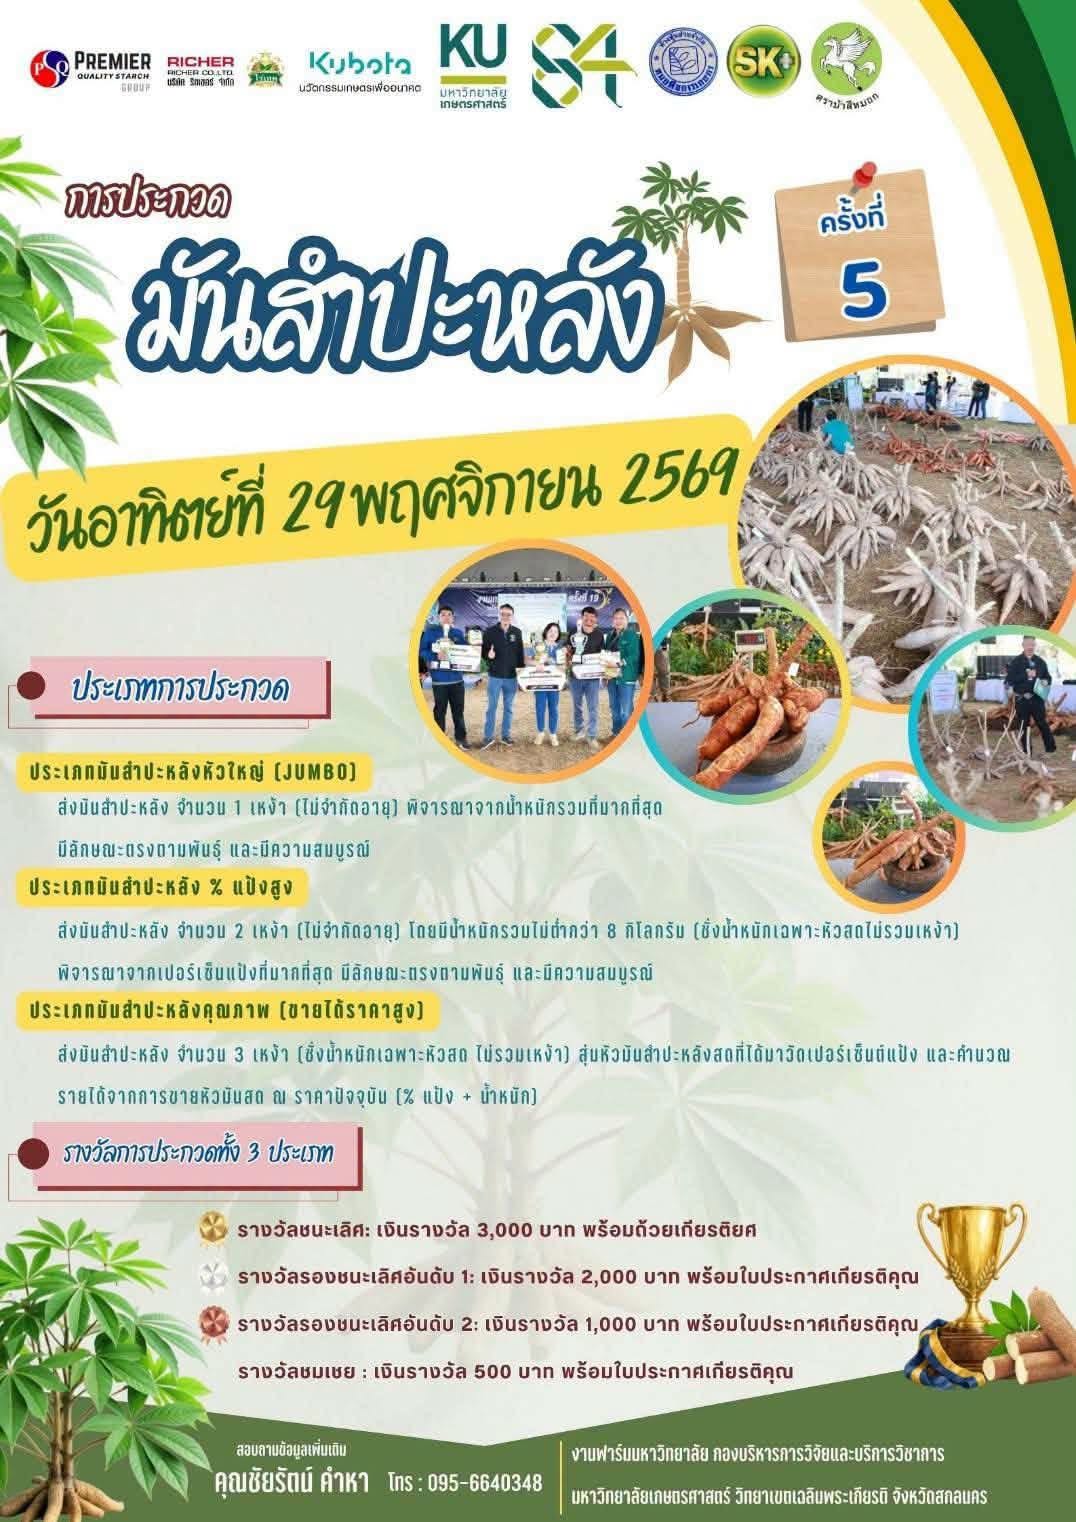 PSQ PREMIER
QUALITY STARCH
GROUP
RICHER
RICHER CO.,LTD.
บริษัท ริชเชอร์ จำกัด
ไร่เทพ
Kubota
นวัตกรรมเกษตรเพื่ออนาคต
KU
มหาวิทยาลัย
เกษตรศาสตร์
84
SK+
ตราม้าสีหมอก
การประกวด
มันสำปะหลัง
ครั้งที่
5
วันอาทิตย์ที่ 29 พฤศจิกายน 2569
ครั้งที่ 19
ประเภทการประกวด
ประเภทมันสำปะหลังหัวใหญ่ (JUMBO)
ส่งมันสำปะหลัง จำนวน 1 เหง้า (ไม่จำกัดอายุ) พิจารณาจากน้ำหนักรวมที่มากที่สุด
มีลักษณะตรงตามพันธุ์ และมีความสมบูรณ์
ประเภทมันสำปะหลัง % แป้งสูง
ส่งมันสำปะหลัง จำนวน 2 เหง้า (ไม่จำกัดอายุ) โดยมีน้ำหนักรวมไม่ต่ำกว่า 8 กิโลกรัม (ชั่งน้ำหนักเฉพาะหัวสดไม่รวมเหง้า)
พิจารณาจากเปอร์เซ็นแป้งที่มากที่สุด มีลักษณะตรงตามพันธุ์ และมีความสมบูรณ์
ประเภทมันสำปะหลังคุณภาพ (ขายได้ราคาสูง)
ส่งมันสำปะหลัง จำนวน 3 เหง้า (ชั่งน้ำหนักเฉพาะหัวสด ไม่รวมเหง้า) สุ่มหัวมันสำปะหลังสดที่ได้มาวัดเปอร์เซ็นต์แป้ง และคำนวณ
รายได้จากการขายหัวมันสด ณ ราคาปัจจุบัน (% แป้ง + น้ำหนัก)
รางวัลการประกวดทั้ง 3 ประเภท
รางวัลชนะเลิศ: เงินรางวัล 3,000 บาท พร้อมถ้วยเกียรติยศ
รางวัลรองชนะเลิศอันดับ 1: เงินรางวัล 2,000 บาท พร้อมใบประกาศเกียรติคุณ
รางวัลรองชนะเลิศอันดับ 2: เงินรางวัล 1,000 บาท พร้อมใบประกาศเกียรติคุณ
รางวัลชมเชย : เงินรางวัล 500 บาท พร้อมใบประกาศเกียรติคุณ
สอบถามข้อมูลเพิ่มเติม
คุณชัยรัตน์ คำหา โทร : 095-6640348
งานฟาร์มมหาวิทยาลัย กองบริหารการวิจัยและบริการวิชาการ
มหาวิทยาลัยเกษตรศาสตร์ วิทยาเขตเฉลิมพระเกียรติ จังหวัดสกลนคร